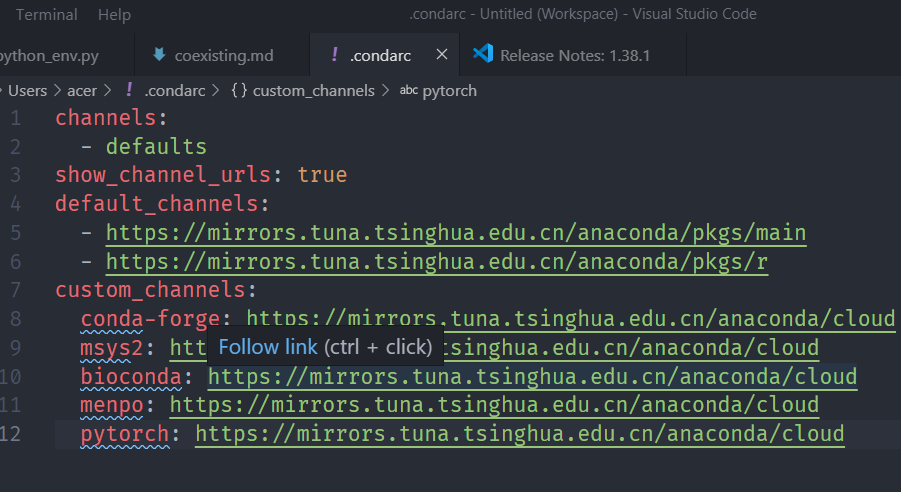 Terminal Help .condarc - Untitled (Workspace) - Visual Studio Code
python_env.py coexisting.md ! .condarc × Release Notes: 1.38.1
Users > acer > ! .condarc > {} custom_channels > abc pytorch
1 channels:
2 - defaults
3 show_channel_urls: true
4 default_channels:
5 - https://mirrors.tuna.tsinghua.edu.cn/anaconda/pkgs/main
6 - https://mirrors.tuna.tsinghua.edu.cn/anaconda/pkgs/r
7 custom_channels:
8 conda-forge: https://mirrors.tuna.tsinghua.edu.cn/anaconda/cloud
9 msys2: htt Follow link (ctrl + click) tsinghua.edu.cn/anaconda/cloud
10 bioconda: https://mirrors.tuna.tsinghua.edu.cn/anaconda/cloud
11 menpo: https://mirrors.tuna.tsinghua.edu.cn/anaconda/cloud
12 pytorch: https://mirrors.tuna.tsinghua.edu.cn/anaconda/cloud